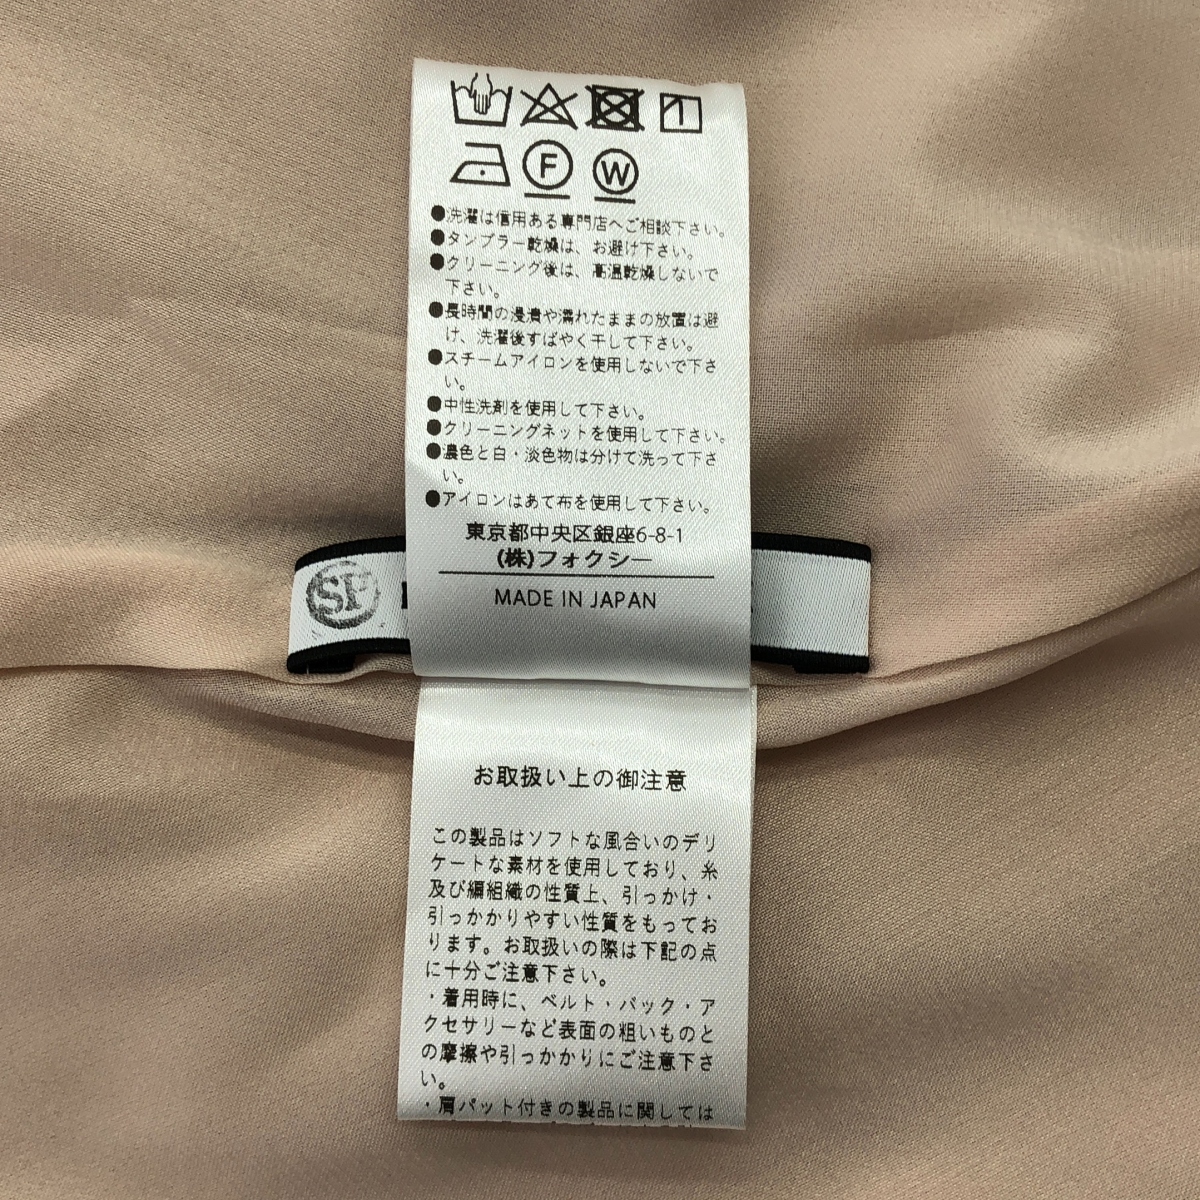 F
W
●洗濯は信用ある専門店へご相談下さい。
●タンブラー乾燥は、お避け下さい。
●クリーニング後は、高温乾燥しないで
下さい。
●長時間の浸漬や濡れたままの放置は避
け、洗濯後すばやく干して下さい。
●スチームアイロンを使用しないで下さ
い。
●中性洗剤を使用して下さい。
●クリーニングネットを使用して下さい。
●濃色と白・淡色物は分けて洗って下さ
い。
●アイロンはあて布を使用して下さい。
東京都中央区銀座6-8-1
(株)フォクシー
MADE IN JAPAN
SF
お取扱い上の御注意
この製品はソフトな風合いのデリ
ケートな素材を使用しており、糸
及び編組織の性質上、引っかけ・
引っかかりやすい性質をもってお
ります。お取扱いの際は下記の点
に十分ご注意下さい。
・着用時に、ベルト・バック・ア
クセサリーなど表面の粗いものと
の摩擦や引っかかりにご注意下さ
い。
・肩パット付きの製品に関しては